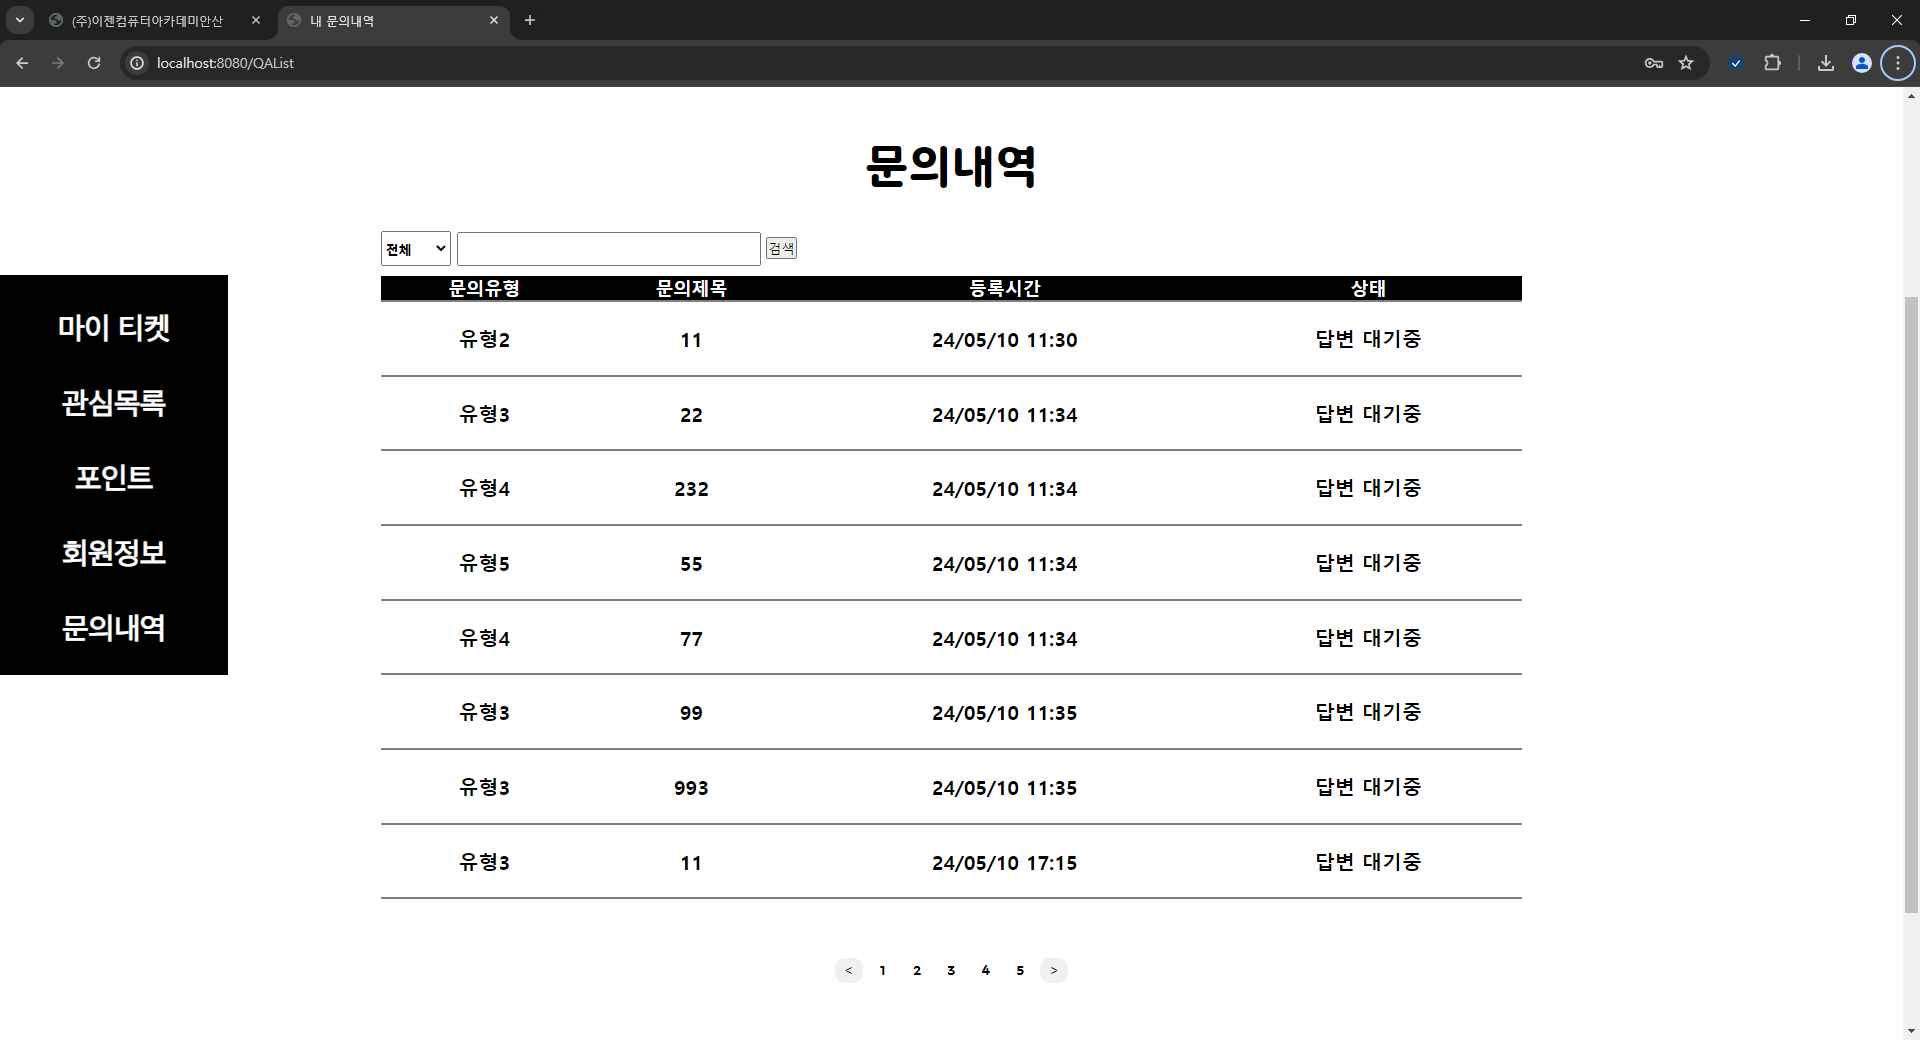 (주)이젠컴퓨터아카데미안산
내 문의내역
localhost:8080/QAList
문의내역
전체 검색
마이 티켓
관심목록
포인트
회원정보
문의내역
문의유형 문의제목 등록시간 상태
유형2 11 24/05/10 11:30 답변 대기중
유형3 22 24/05/10 11:34 답변 대기중
유형4 232 24/05/10 11:34 답변 대기중
유형5 55 24/05/10 11:34 답변 대기중
유형4 77 24/05/10 11:34 답변 대기중
유형3 99 24/05/10 11:35 답변 대기중
유형3 993 24/05/10 11:35 답변 대기중
유형3 11 24/05/10 17:15 답변 대기중
< 1 2 3 4 5 >